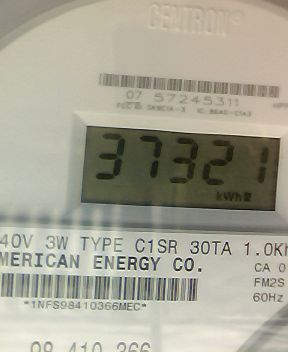 CENTRON®
07 57245311
37321
kWh
40V 3W TYPE C1SR 30TA 1.0Kh
MERICAN ENERGY CO.
CA 0
FM2S
60Hz
*1NFS98410366MEC*
98 410 366